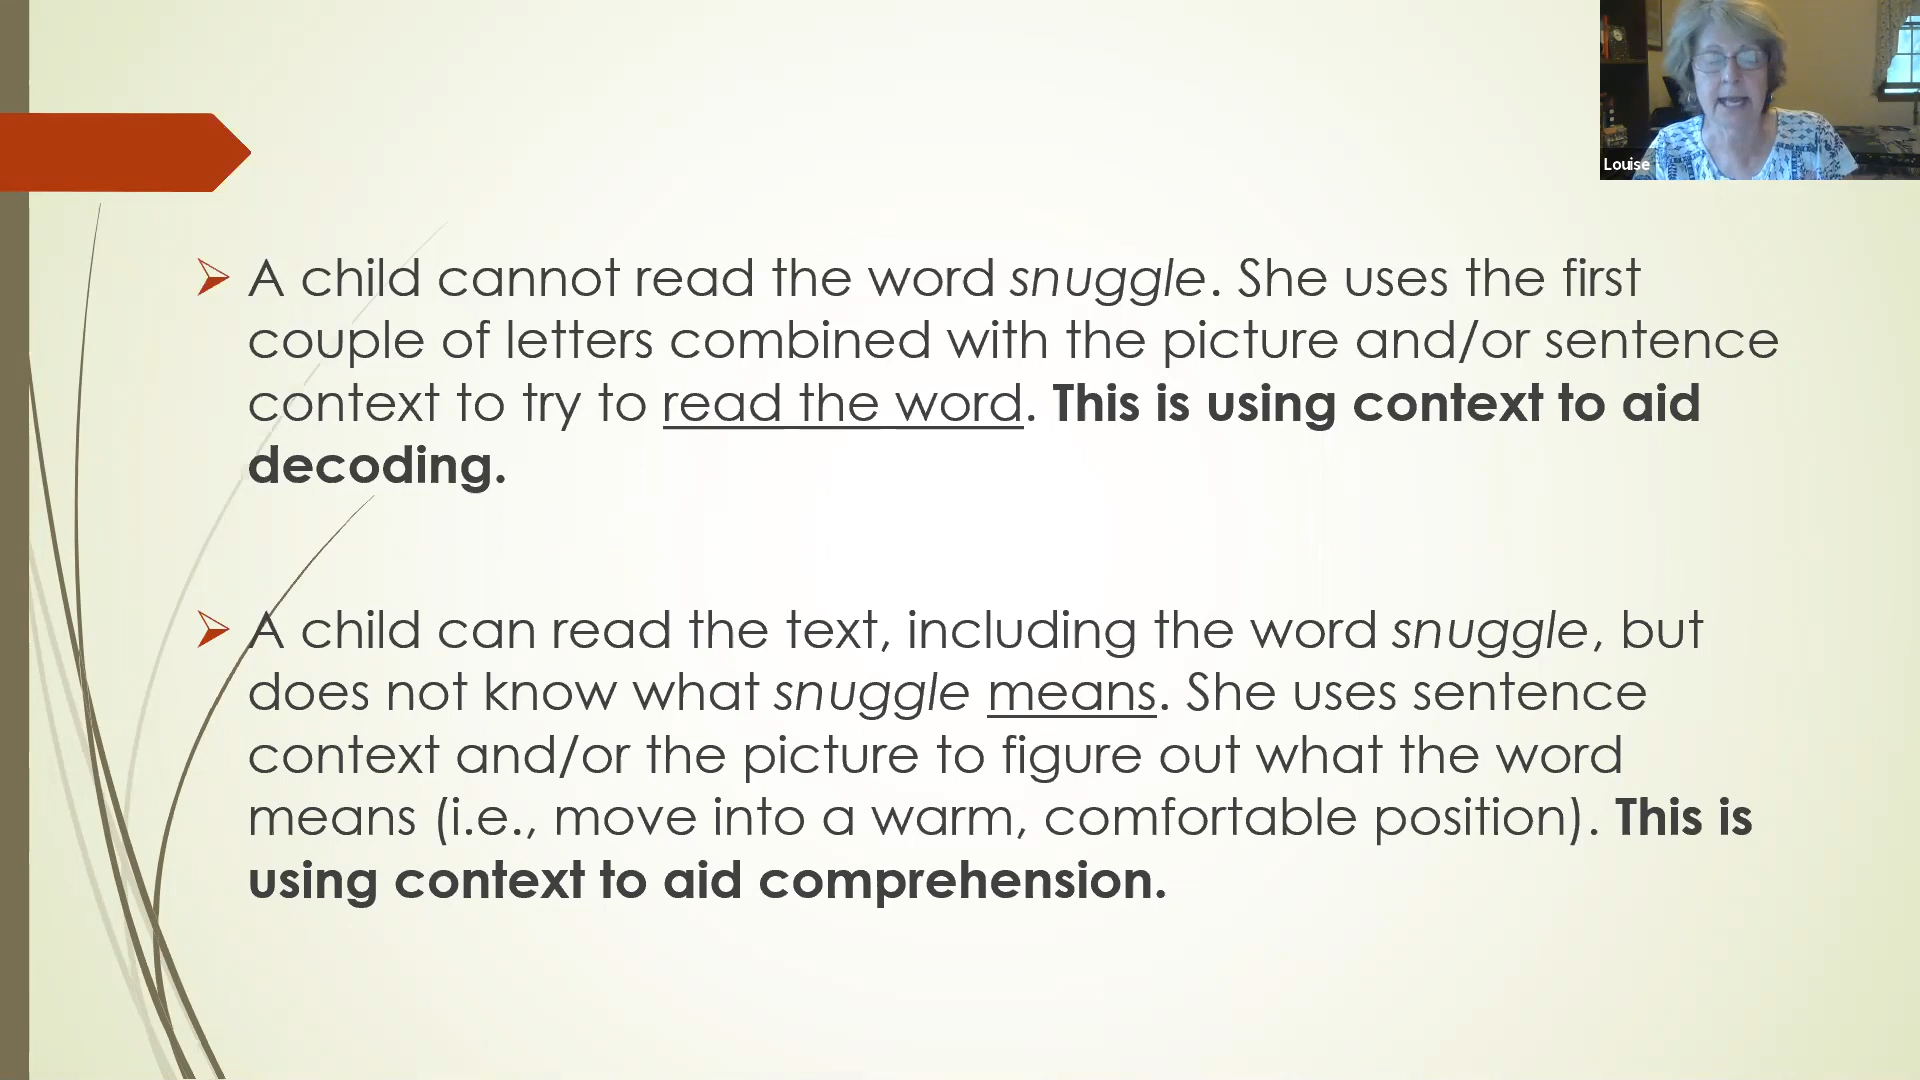 Louise
A child cannot read the word snuggle. She uses the first
couple of letters combined with the picture and/or sentence
context to try to read the word. This is using context to aid
decoding.
A child can read the text, including the word snuggle, but
does not know what snuggle means. She uses sentence
context and/or the picture to figure out what the word
means (i.e., move into a warm, comfortable position). This is
using context to aid comprehension.